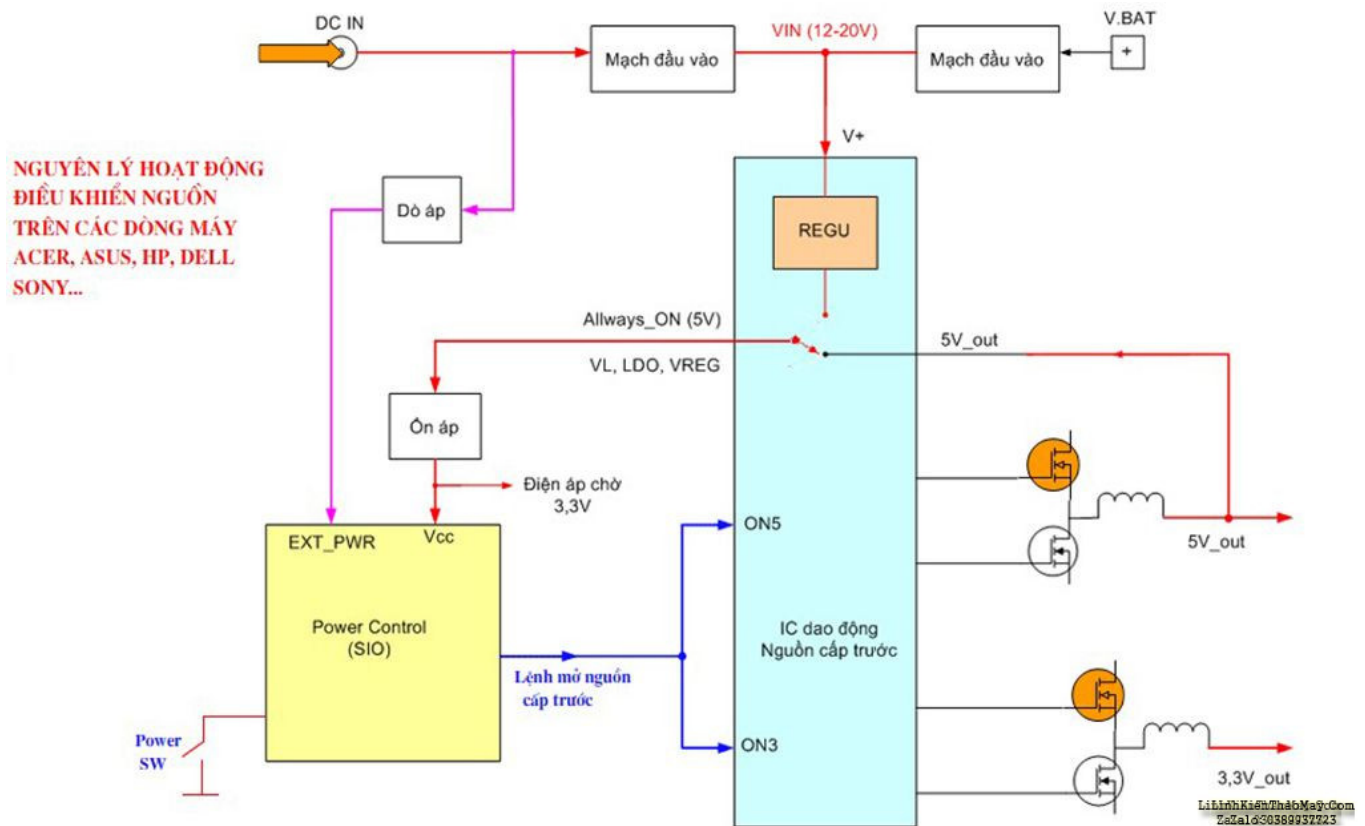 DC IN
VIN (12-20V)
V.BAT
Mạch đầu vào
Mạch đầu vào
+
V+
NGUYÊN LÝ HOẠT ĐỘNG
ĐIỀU KHIỂN NGUỒN
TRÊN CÁC DÒNG MÁY
ACER, ASUS, HP, DELL
SONY...
Dò áp
REGU
Allways_ON (5V)
5V_out
VL, LDO, VREG
Ổn áp
Điện áp chờ
3,3V
EXT_PWR
Vcc
ON5
5V_out
Power Control
(SIO)
IC dao động
Nguồn cấp trước
Lệnh mở nguồn
cấp trước
Power
SW
ON3
3,3V_out